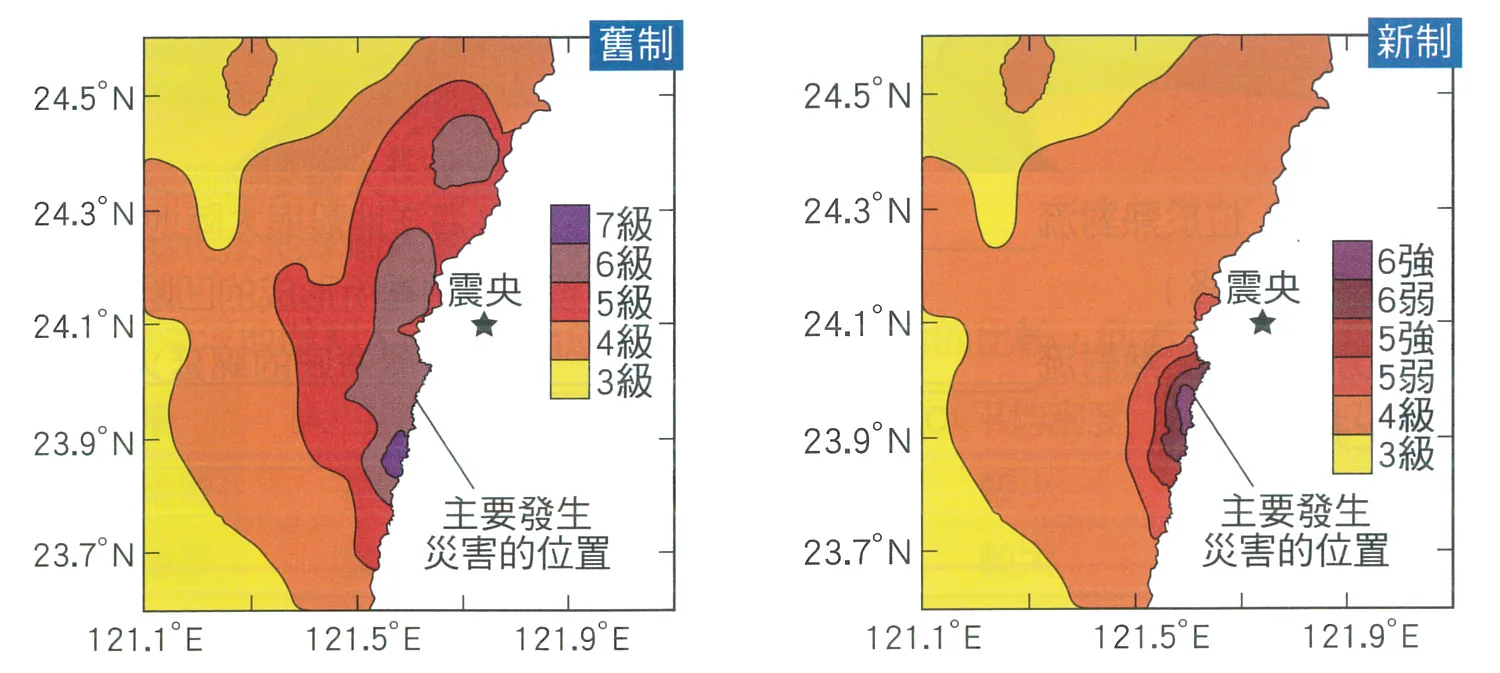 舊制
24.5°N
24.3°N
24.1°N
23.9°N
23.7°N
121.1°E
121.5°E
121.9°E
7級
6級
5級
4級
3級
震央
主要發生
災害的位置
新制
24.5°N
24.3°N
24.1°N
23.9°N
23.7°N
121.1°E
121.5°E
121.9°E
6強
6弱
5強
5弱
4級
3級
震央
主要發生
災害的位置